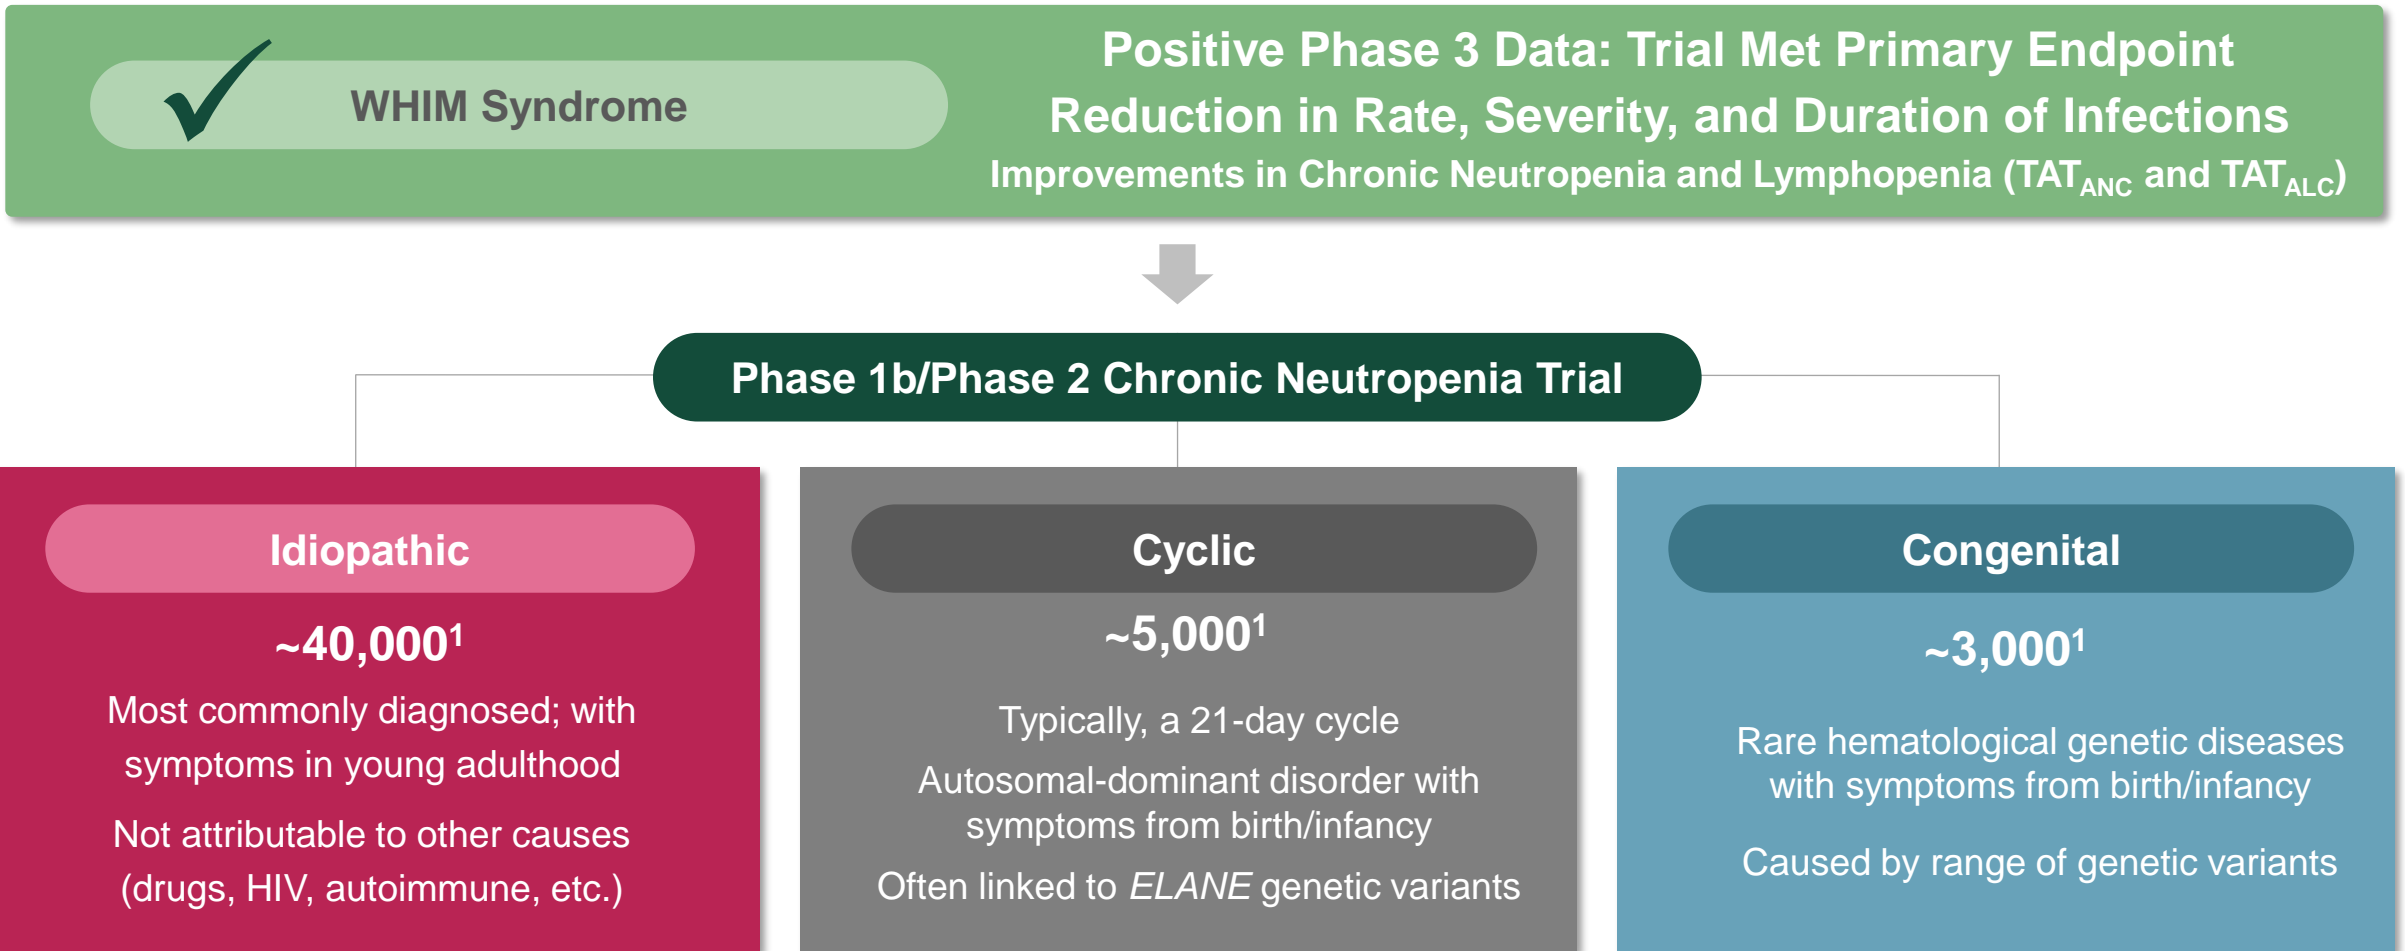 WHIM Syndrome
Positive Phase 3 Data: Trial Met Primary Endpoint
Reduction in Rate, Severity, and Duration of Infections
Improvements in Chronic Neutropenia and Lymphopenia (TATANC and TATALC)
Phase 1b/Phase 2 Chronic Neutropenia Trial
Idiopathic
~40,000¹
Most commonly diagnosed; with
symptoms in young adulthood
Not attributable to other causes
(drugs, HIV, autoimmune, etc.)
Cyclic
~5,000¹
Typically, a 21-day cycle
Autosomal-dominant disorder with
symptoms from birth/infancy
Often linked to ELANE genetic variants
Congenital
~3,000¹
Rare hematological genetic diseases
with symptoms from birth/infancy
Caused by range of genetic variants